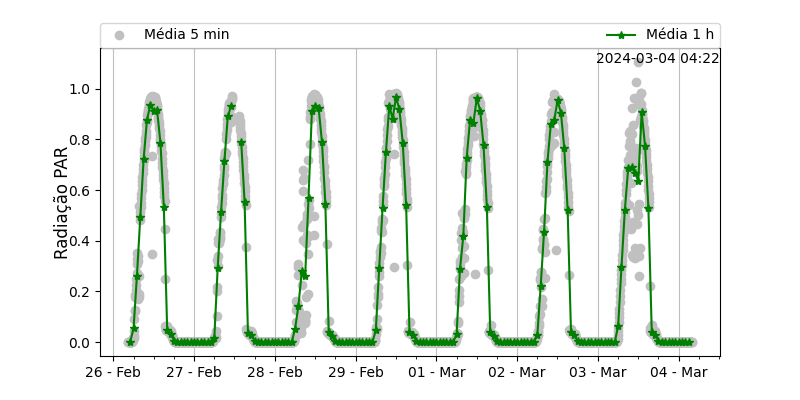 Média 5 min
Média 1 h
2024-03-04 04:22
Radiação PAR
1.0
0.8
0.6
0.4
0.2
0.0
26 - Feb
27 - Feb
28 - Feb
29 - Feb
01 - Mar
02 - Mar
03 - Mar
04 - Mar